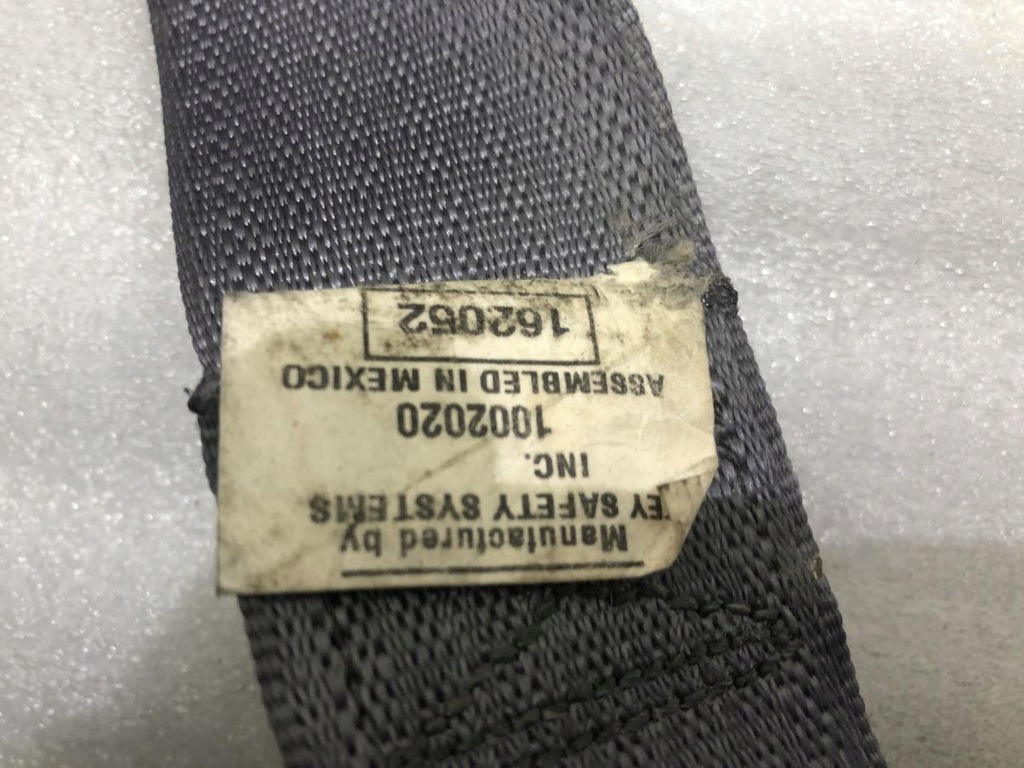 Manufactured by
EY SAFETY SYSTEMS
INC.
1002020
ASSEMBLED IN MEXICO
162052